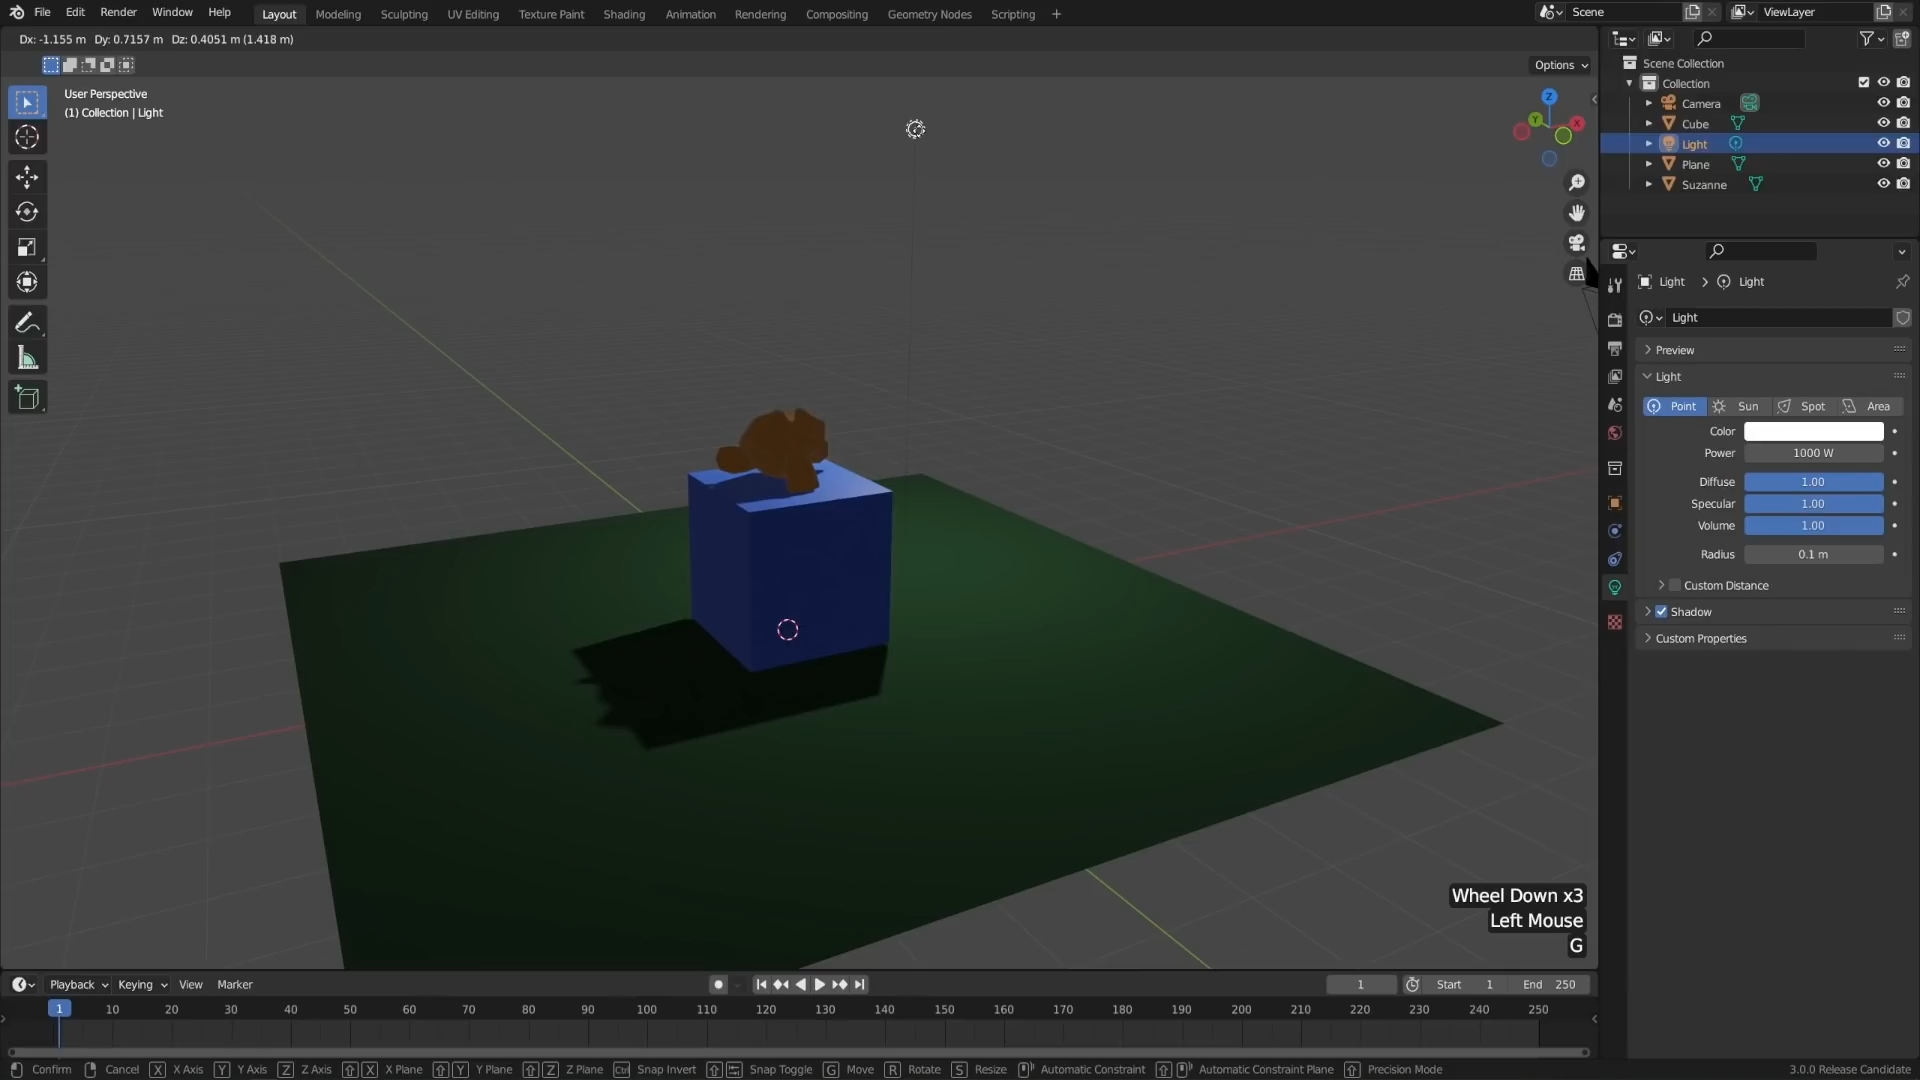 File Edit Render Window Help Layout Modeling Sculpting UV Editing Texture Paint Shading Animation Rendering Compositing Geometry Nodes Scripting + Scene ViewLayer
Dx: -1.155 m Dy: 0.7157 m Dz: 0.4051 m (1.418 m)
Options
User Perspective
(1) Collection | Light
Z
Y
X
Scene Collection
Collection
Camera
Cube
Light
Plane
Suzanne
Light > Light
Light
Preview
Light
Point Sun Spot Area
Color
Power 1000 W
Diffuse 1.00
Specular 1.00
Volume 1.00
Radius 0.1 m
Custom Distance
Shadow
Custom Properties
Wheel Down x3
Left Mouse
G
Playback Keying View Marker 1 Start 1 End 250
1 10 20 30 40 50 60 70 80 90 100 110 120 130 140 150 160 170 180 190 200 210 220 230 240 250
Confirm Cancel X X Axis Y Y Axis Z Z Axis X X Plane Y Y Plane Z Z Plane Ctrl Snap Invert Snap Toggle G Move R Rotate S Resize Automatic Constraint Automatic Constraint Plane Precision Mode 3.0.0 Release Candidate